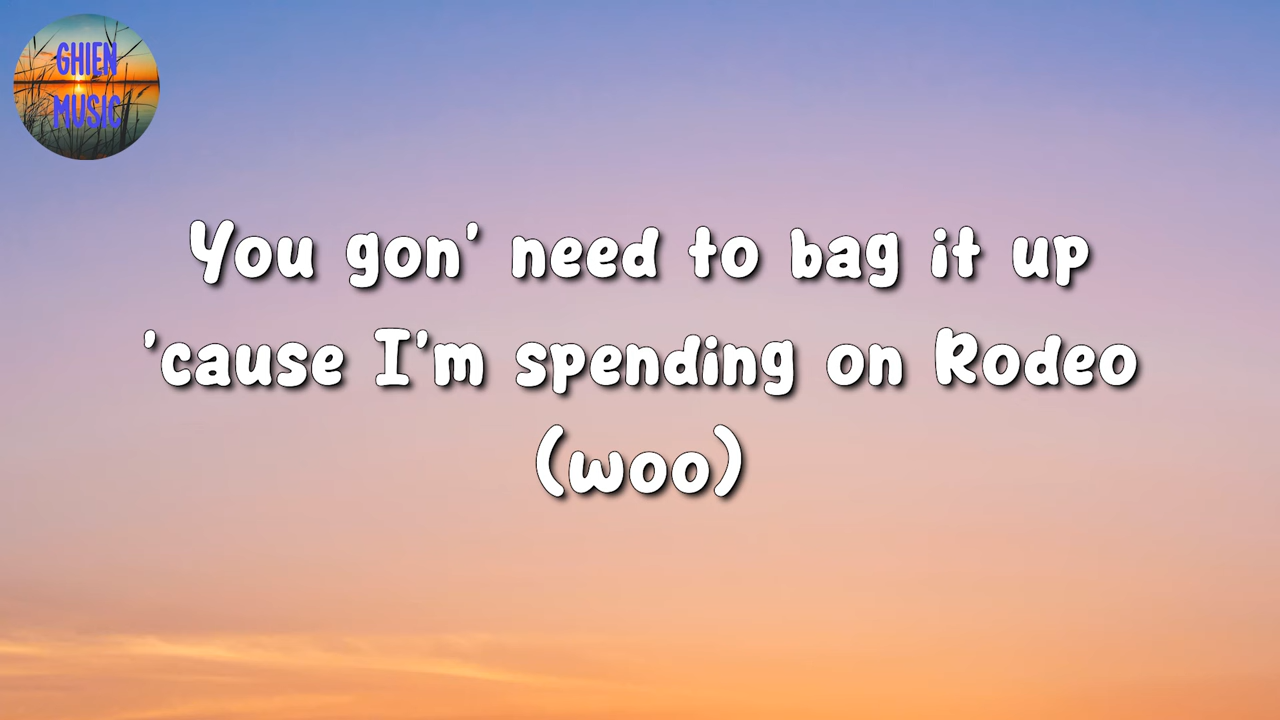 GHIEN
MUSIC
You gon' need to bag it up
'cause I'm spending on Rodeo
(woo)